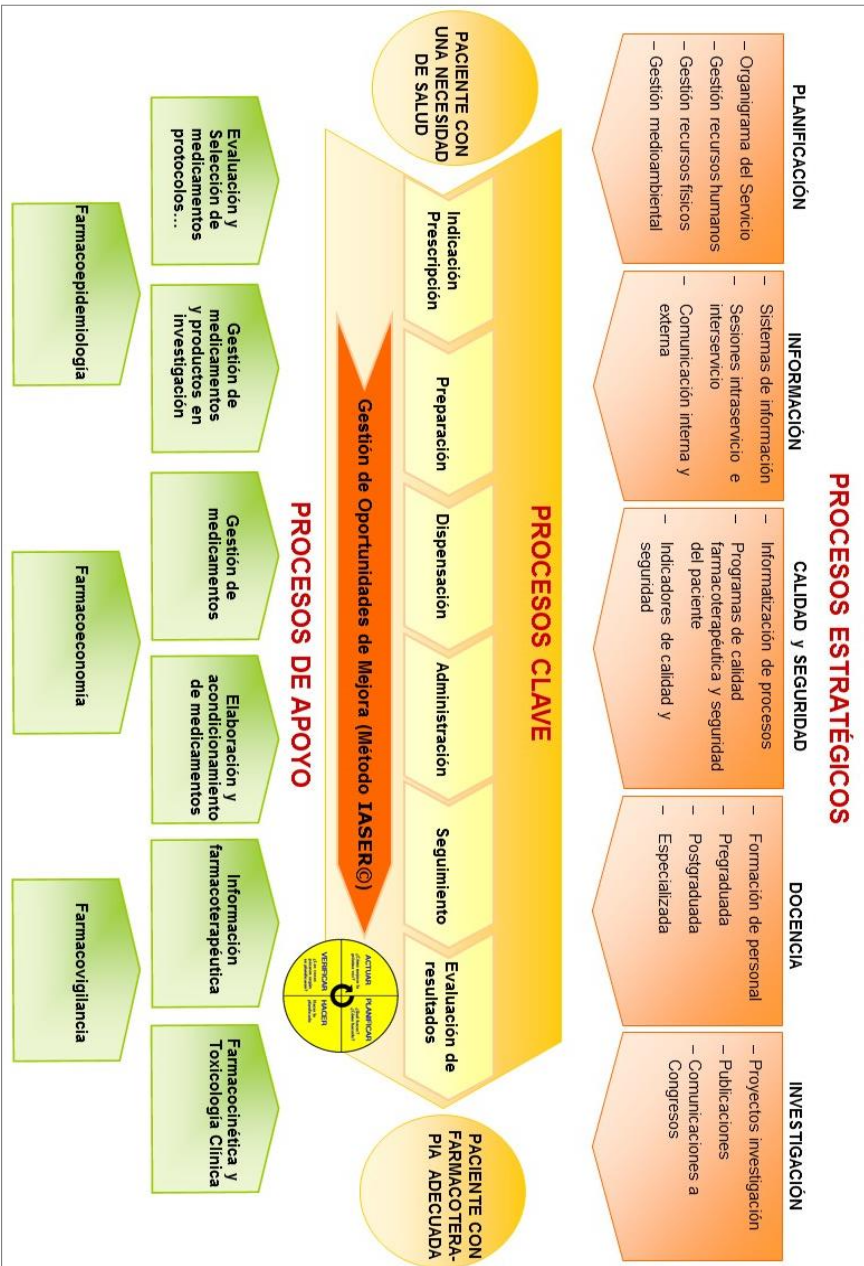 PROCESOS ESTRATÉGICOS
PLANIFICACIÓN
– Organigrama del Servicio
– Gestión recursos humanos
– Gestión recursos físicos
– Gestión medioambiental
INFORMACIÓN
– Sistemas de información
– Sesiones intraservicio e
interservicio
– Comunicación interna y
externa
CALIDAD y SEGURIDAD
– Informatización de procesos
– Programas de calidad
farmacoterapéutica y seguridad
del paciente
– Indicadores de calidad y
seguridad
DOCENCIA
– Formación de personal
– Pregraduada
– Postgraduada
– Especializada
INVESTIGACIÓN
– Proyectos investigación
– Publicaciones
– Comunicaciones a
Congresos
PROCESOS CLAVE
PACIENTE CON
UNA NECESIDAD
DE SALUD
Indicación
Prescripción
Preparación
Dispensación
Administración
Seguimiento
Evaluación de
resultados
PACIENTE CON
FARMACOTERA-
PIA ADECUADA
Gestión de Oportunidades de Mejora (Método IASER©)
ACTUAR
PLANIFICAR
¿Qué hacer?
¿Cómo hacerlo?
VERIFICAR
HACER
PROCESOS DE APOYO
Evaluación y
Selección de
medicamentos
protocolos...
Gestión de
medicamentos
y productos en
investigación
Gestión de
medicamentos
Elaboración y
acondicionamiento
de medicamentos
Información
farmacoterapéutica
Farmacocinética y
Toxicología Clínica
Farmacoepidemiología
Farmacoeconomía
Farmacovigilancia